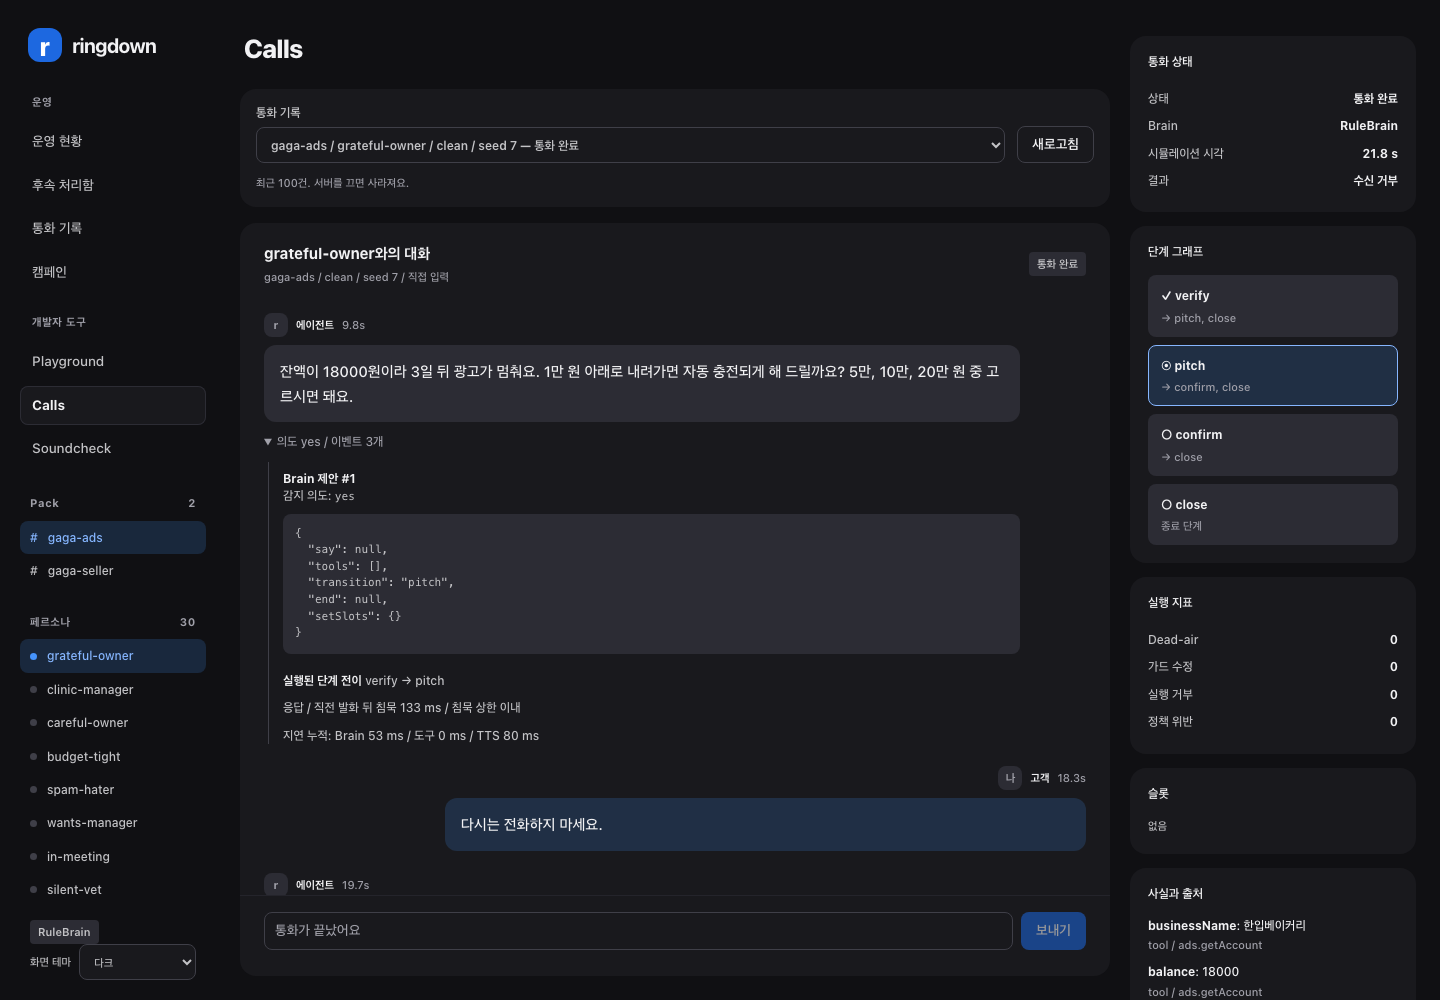 r ringdown
운영
운영 현황
후속 처리함
통화 기록
캠페인
개발자 도구
Playground
Calls
Soundcheck
Pack 2
# gaga-ads
# gaga-seller
페르소나 30
grateful-owner
clinic-manager
careful-owner
budget-tight
spam-hater
wants-manager
in-meeting
silent-vet
RuleBrain
화면 테마 다크
Calls
통화 기록
gaga-ads / grateful-owner / clean / seed 7 — 통화 완료
새로고침
최근 100건. 서버를 끄면 사라져요.
grateful-owner와의 대화
gaga-ads / clean / seed 7 / 직접 입력
통화 완료
r 에이전트 9.8s
잔액이 18000원이라 3일 뒤 광고가 멈춰요. 1만 원 아래로 내려가면 자동 충전되게 해 드릴까요? 5만, 10만, 20만 원 중 고
르시면 돼요.
▼ 의도 yes / 이벤트 3개
Brain 제안 #1
감지 의도: yes
{
"say": null,
"tools": [],
"transition": "pitch",
"end": null,
"setSlots": {}
}
실행된 단계 전이 verify → pitch
응답 / 직전 발화 뒤 침묵 133 ms / 침묵 상한 이내
지연 누적: Brain 53 ms / 도구 0 ms / TTS 80 ms
나 고객 18.3s
다시는 전화하지 마세요.
r 에이전트 19.7s
통화가 끝났어요
보내기
통화 상태
상태 통화 완료
Brain RuleBrain
시뮬레이션 시각 21.8 s
결과 수신 거부
단계 그래프
✓ verify
→ pitch, close
⦿ pitch
→ confirm, close
○ confirm
→ close
○ close
종료 단계
실행 지표
Dead-air 0
가드 수정 0
실행 거부 0
정책 위반 0
슬롯
없음
사실과 출처
businessName: 한입베이커리
tool / ads.getAccount
balance: 18000
tool / ads.getAccount